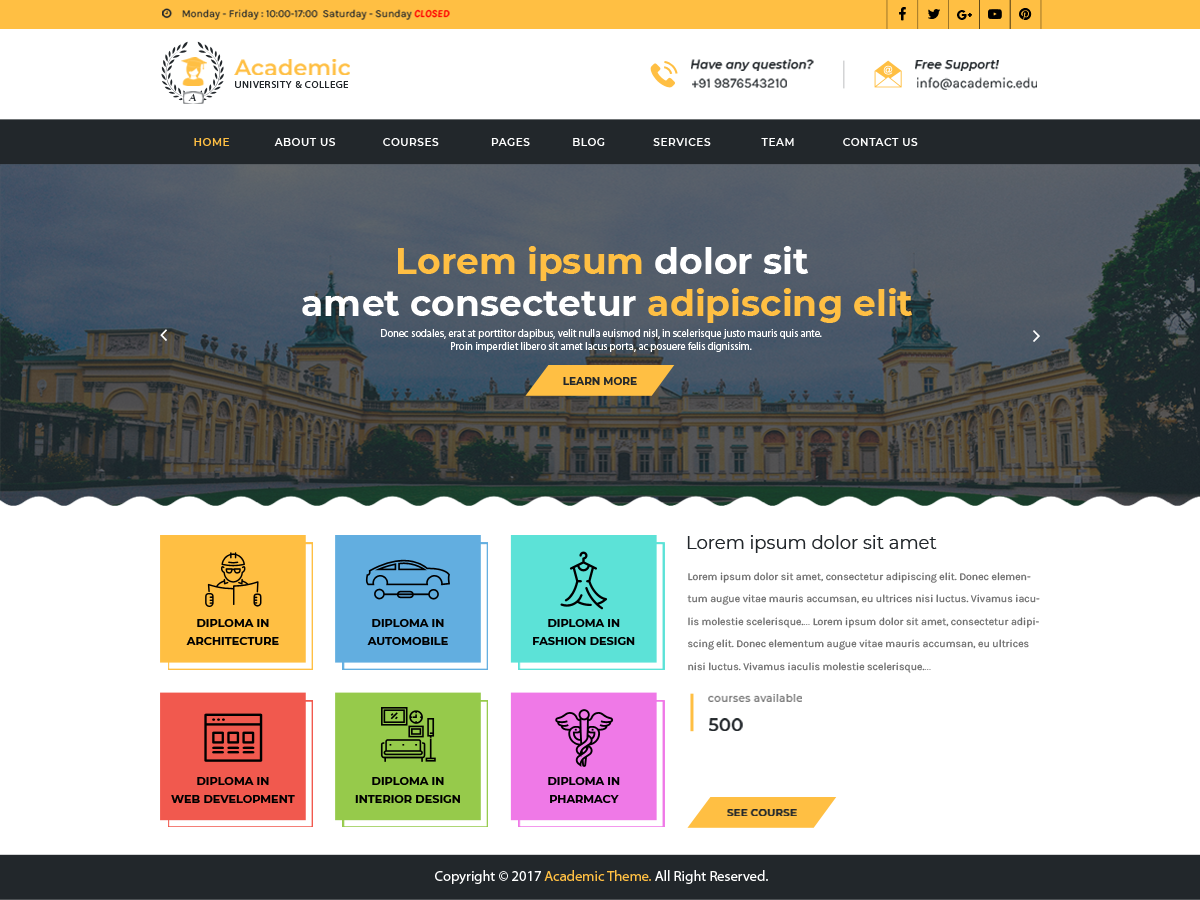 Monday - Friday : 10:00-17:00 Saturday - Sunday CLOSED
Academic
UNIVERSITY & COLLEGE
A
Have any question?
+91 9876543210
Free Support!
info@academic.edu
HOME ABOUT US COURSES PAGES BLOG SERVICES TEAM CONTACT US
Lorem ipsum dolor sit
amet consectetur adipiscing elit
Donec sodales, erat at porttitor dapibus, velit nulla euismod nisl, in scelerisque justo mauris quis ante.
Proin imperdiet libero sit amet lacus porta, ac posuere felis dignissim.
LEARN MORE
DIPLOMA IN
ARCHITECTURE
DIPLOMA IN
AUTOMOBILE
DIPLOMA IN
FASHION DESIGN
DIPLOMA IN
WEB DEVELOPMENT
DIPLOMA IN
INTERIOR DESIGN
DIPLOMA IN
PHARMACY
Lorem ipsum dolor sit amet
Lorem ipsum dolor sit amet, consectetur adipiscing elit. Donec elemen-
tum augue vitae mauris accumsan, eu ultrices nisi luctus. Vivamus iacu-
lis molestie scelerisque.... Lorem ipsum dolor sit amet, consectetur adipi-
scing elit. Donec elementum augue vitae mauris accumsan, eu ultrices
nisi luctus. Vivamus iaculis molestie scelerisque....
courses available
500
SEE COURSE
Copyright © 2017 Academic Theme. All Right Reserved.